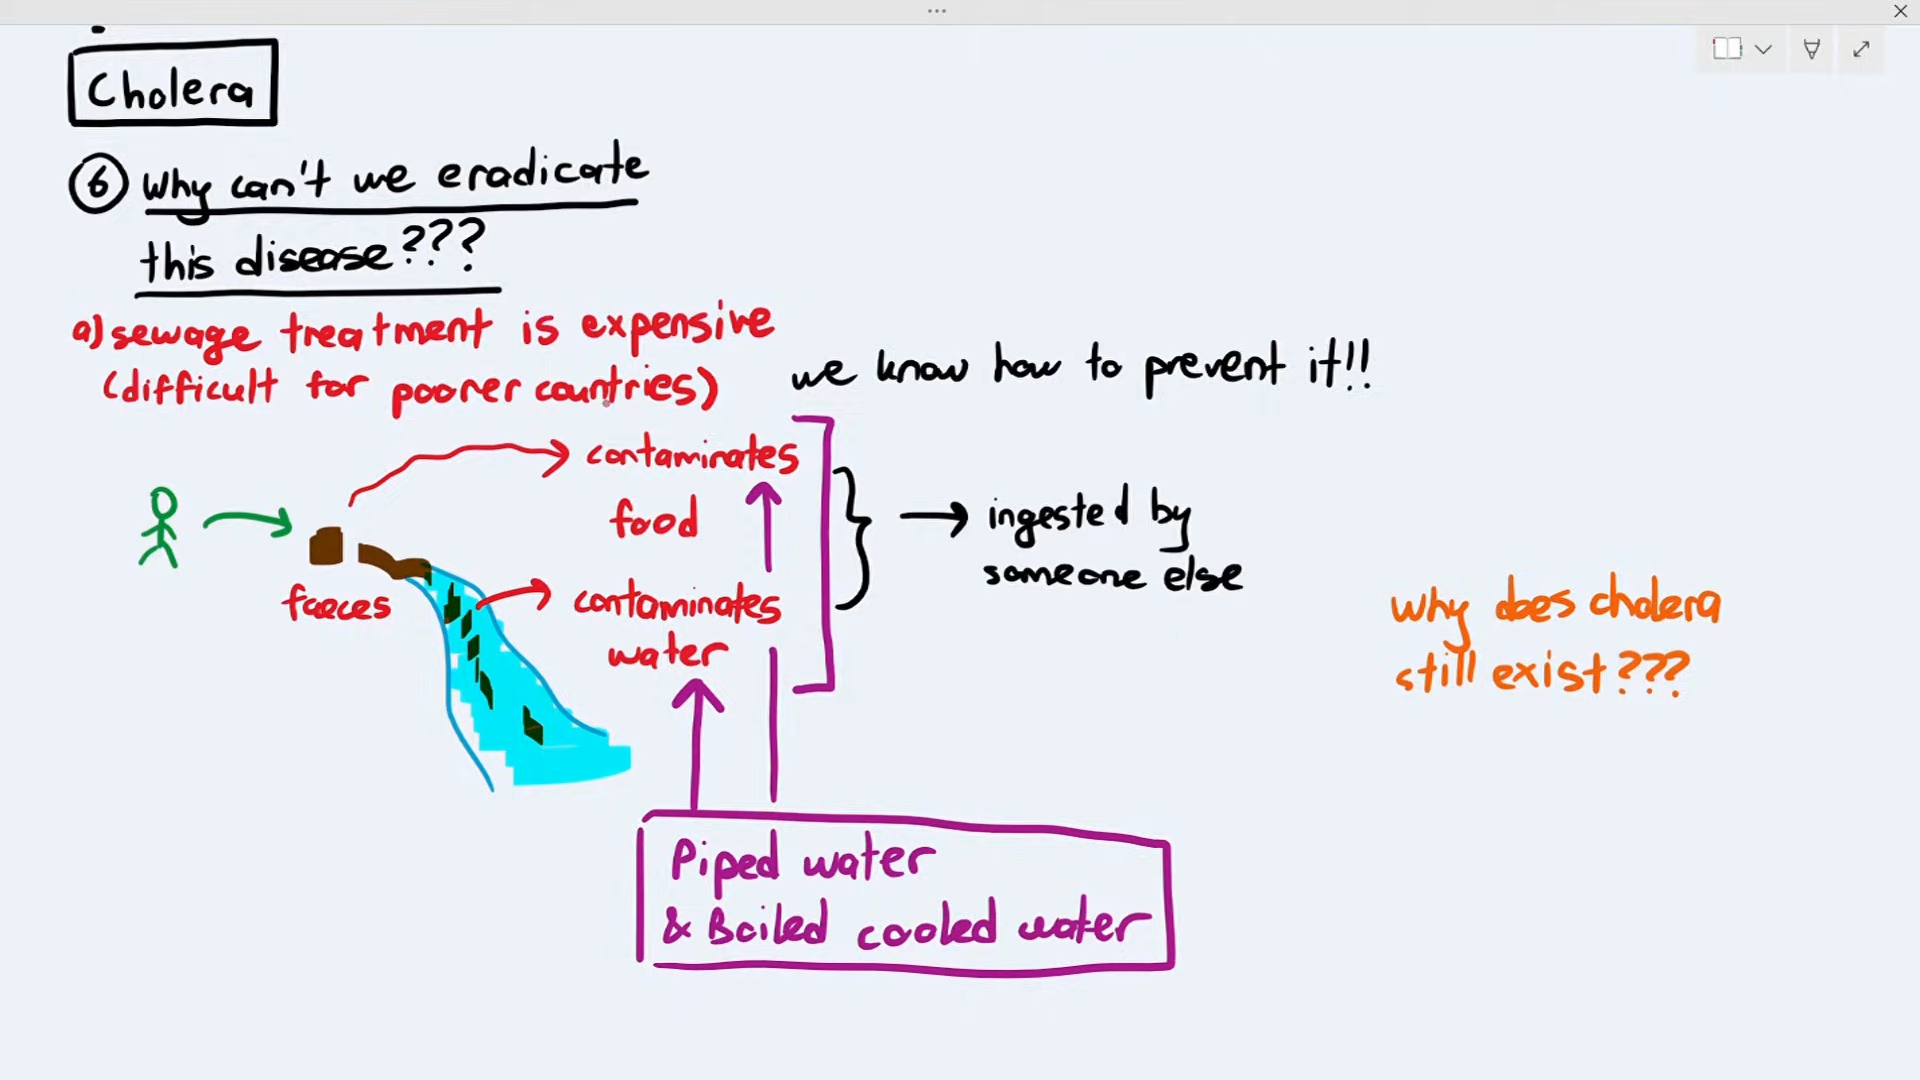 Cholera
6 Why can't we eradicate
this disease???
a) sewage treatment is expensive
(difficult for poorer countries)
we know how to prevent it!!
contaminates
food
ingested by
someone else
faeces
contaminates
water
why does cholera
still exist???
Piped water
& Boiled cooled water